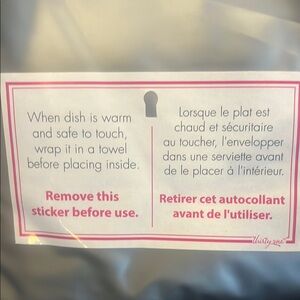 When dish is warm
and safe to touch,
wrap it in a towel
before placing inside.
Remove this
sticker before use.
Lorsque le plat est
chaud et sécuritaire
au toucher, l'envelopper
dans une serviette avant
de le placer à l'intérieur.
Retirer cet autocollant
avant de l'utiliser.
thirty-one